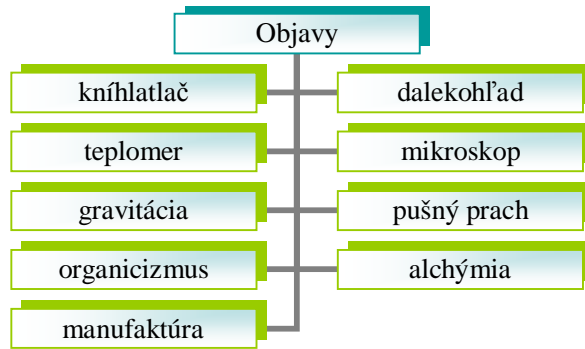 Objavy
kníhlatlač
dalekohľad
teplomer
mikroskop
gravitácia
pušný prach
organicizmus
alchýmia
manufaktúra